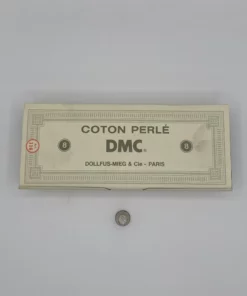 COTON PERLÉ
8 DMC® 8
DOLLFUS-MIEG & Cie - PARIS